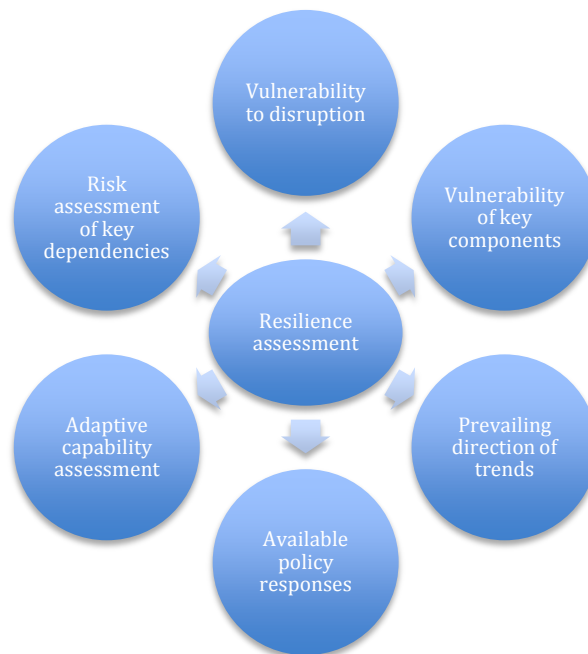 Vulnerability
to disruption
Vulnerability
of key
components
Prevailing
direction of
trends
Available
policy
responses
Adaptive
capability
assessment
Risk
assessment
of key
dependencies
Resilience
assessment